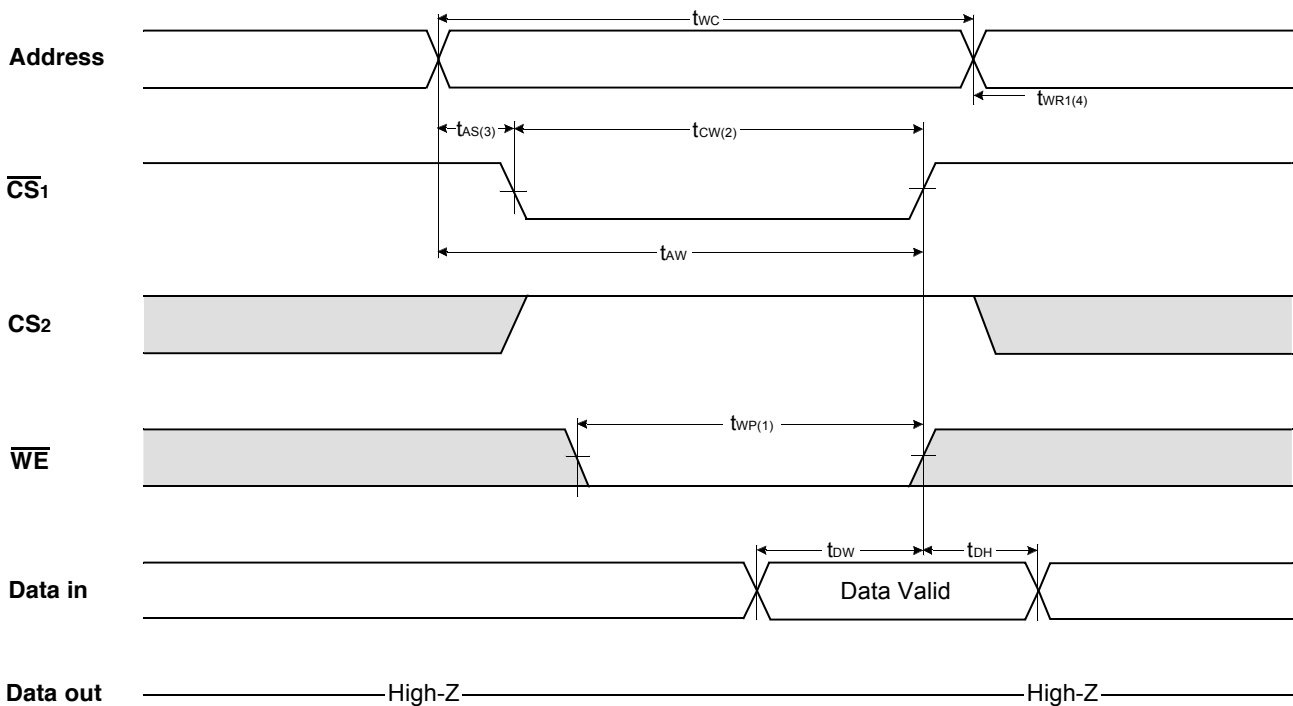 tWC
Address
tWR1(4)
tAS(3)
tCW(2)
CS1
tAW
CS2
tWP(1)
WE
tDW
tDH
Data in
Data Valid
Data out
High-Z
High-Z